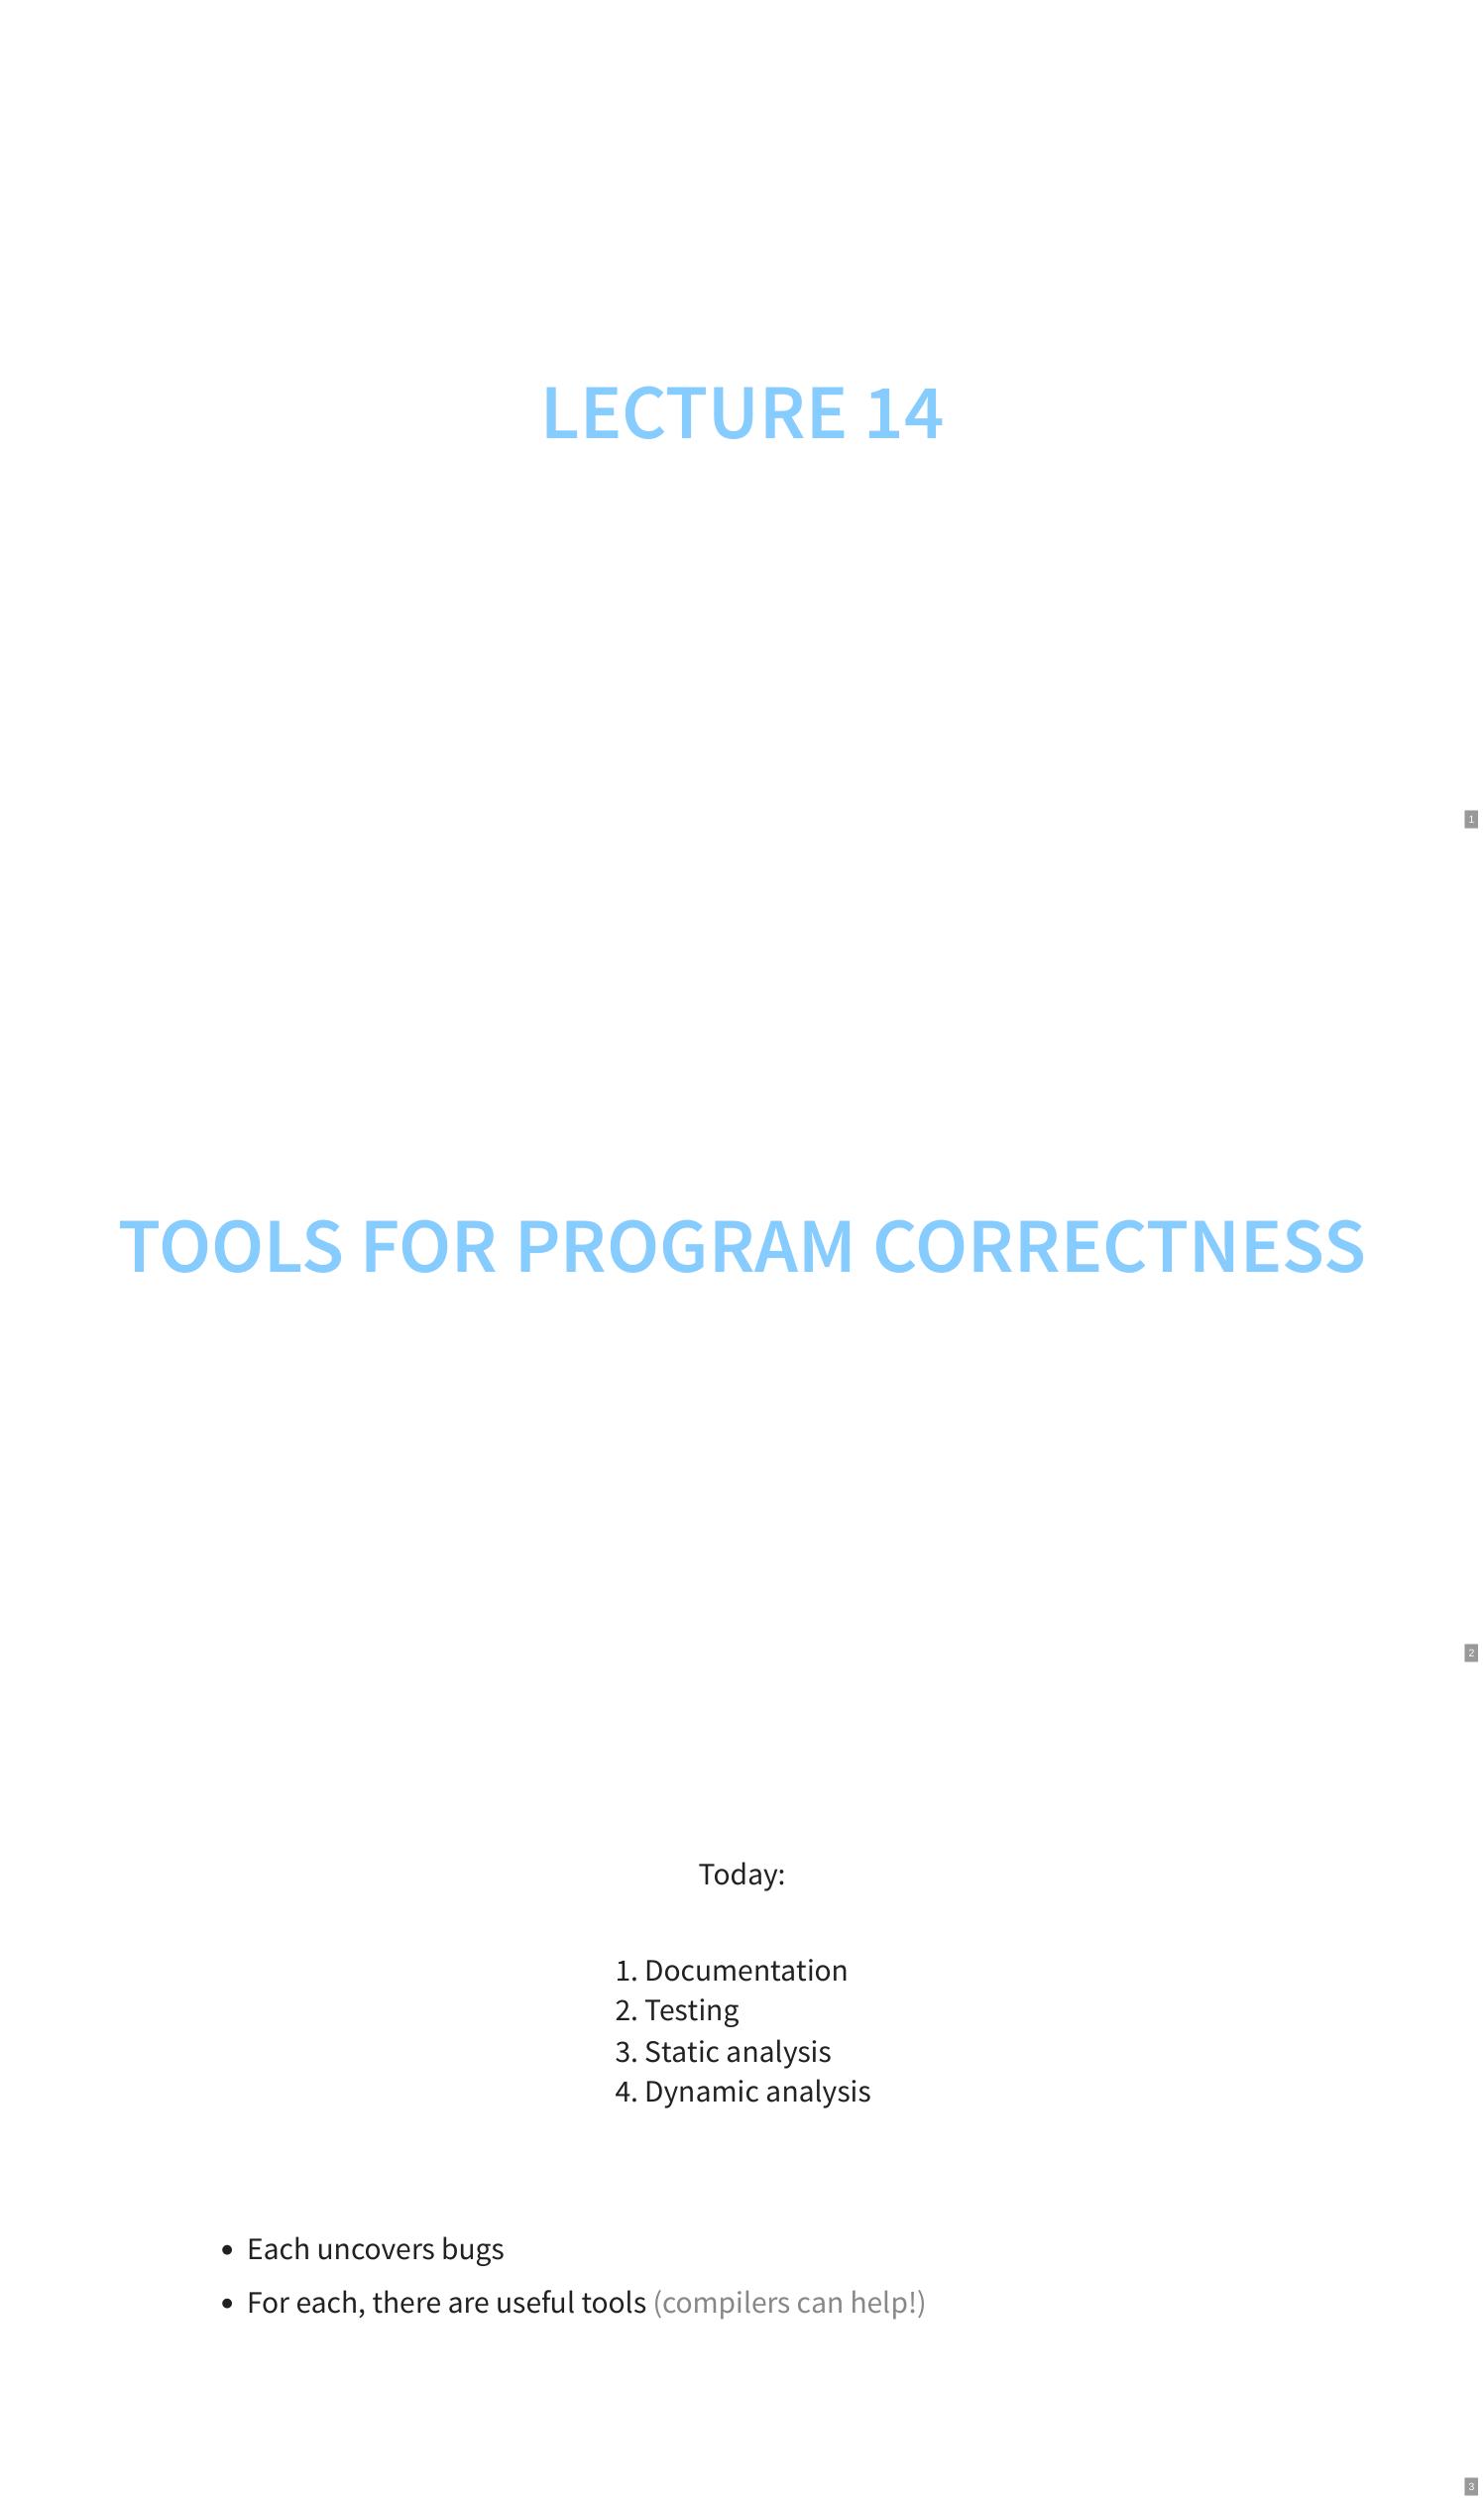 LECTURE 14
1
TOOLS FOR PROGRAM CORRECTNESS
2
Today:
1. Documentation
2. Testing
3. Static analysis
4. Dynamic analysis
• Each uncovers bugs
• For each, there are useful tools (compilers can help!)
3